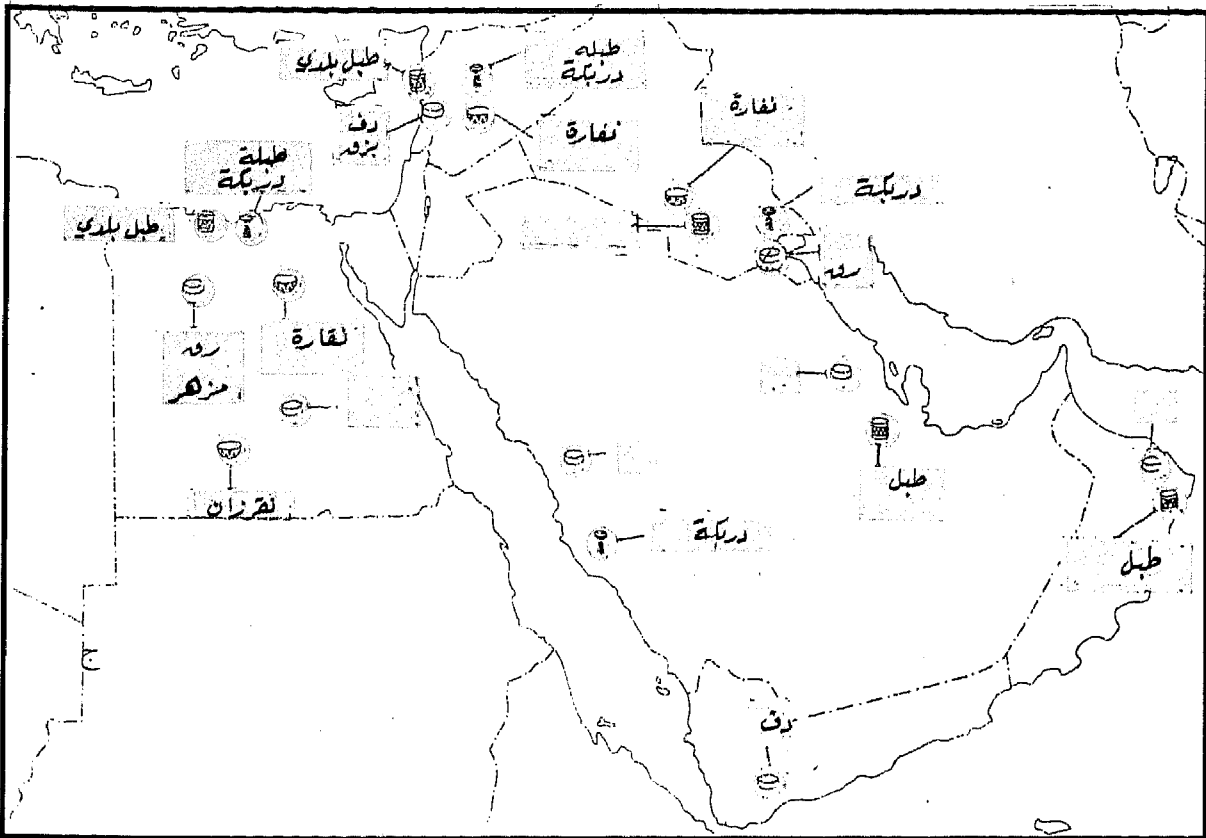 طبل بلدي
طبلة
دربكة
دف
بزق
نقارة
نقارة
طبلة
دربكة
دربكة
طبل بلدي
رق
رق
مزهر
نقارة
طبل
نقرزان
دربكة
طبل
ج
دف